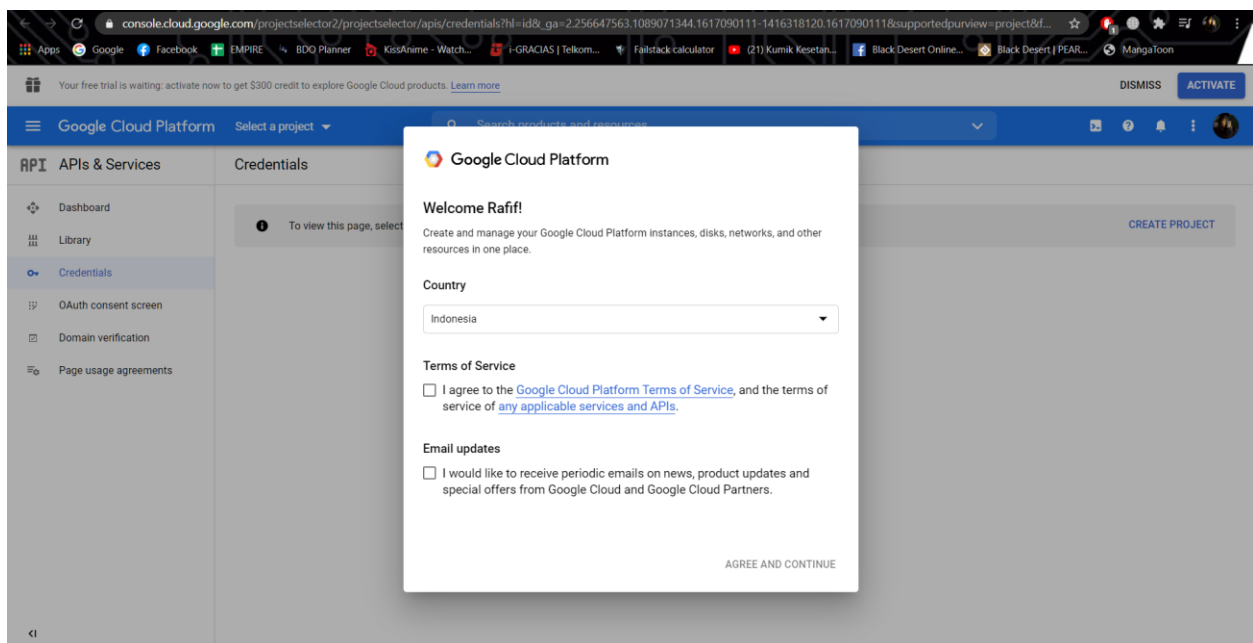 console.cloud.google.com/projectselector2/projectselector/apis/credentials?hl=id&_ga=2.256647563.1089071344.1617090111-1416318120.1617090111&supportedpurview=project&f...
Apps Google Facebook EMPIRE BDO Planner KissAnime - Watch... i-GRACIAS | Telkom... Failstack calculator (21) Kumik Kesetan... Black Desert Online... Black Desert | PEAR... MangaToon
Your free trial is waiting: activate now to get $300 credit to explore Google Cloud products. Learn more DISMISS ACTIVATE
Google Cloud Platform Select a project Search products and resources
API APIs & Services Credentials
Dashboard
Library
Credentials
OAuth consent screen
Domain verification
Page usage agreements
To view this page, select
CREATE PROJECT
Google Cloud Platform
Welcome Rafif!
Create and manage your Google Cloud Platform instances, disks, networks, and other
resources in one place.
Country
Indonesia
Terms of Service
I agree to the Google Cloud Platform Terms of Service, and the terms of
service of any applicable services and APIs.
Email updates
I would like to receive periodic emails on news, product updates and
special offers from Google Cloud and Google Cloud Partners.
AGREE AND CONTINUE